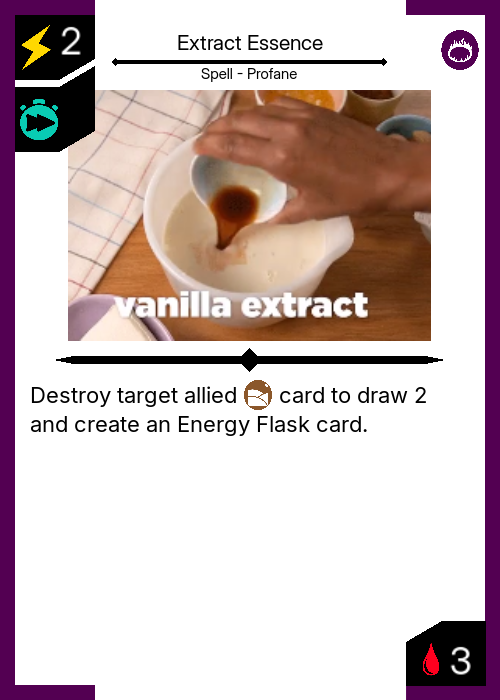 2
Extract Essence
Spell - Profane
vanilla extract
Destroy target allied card to draw 2
and create an Energy Flask card.
3